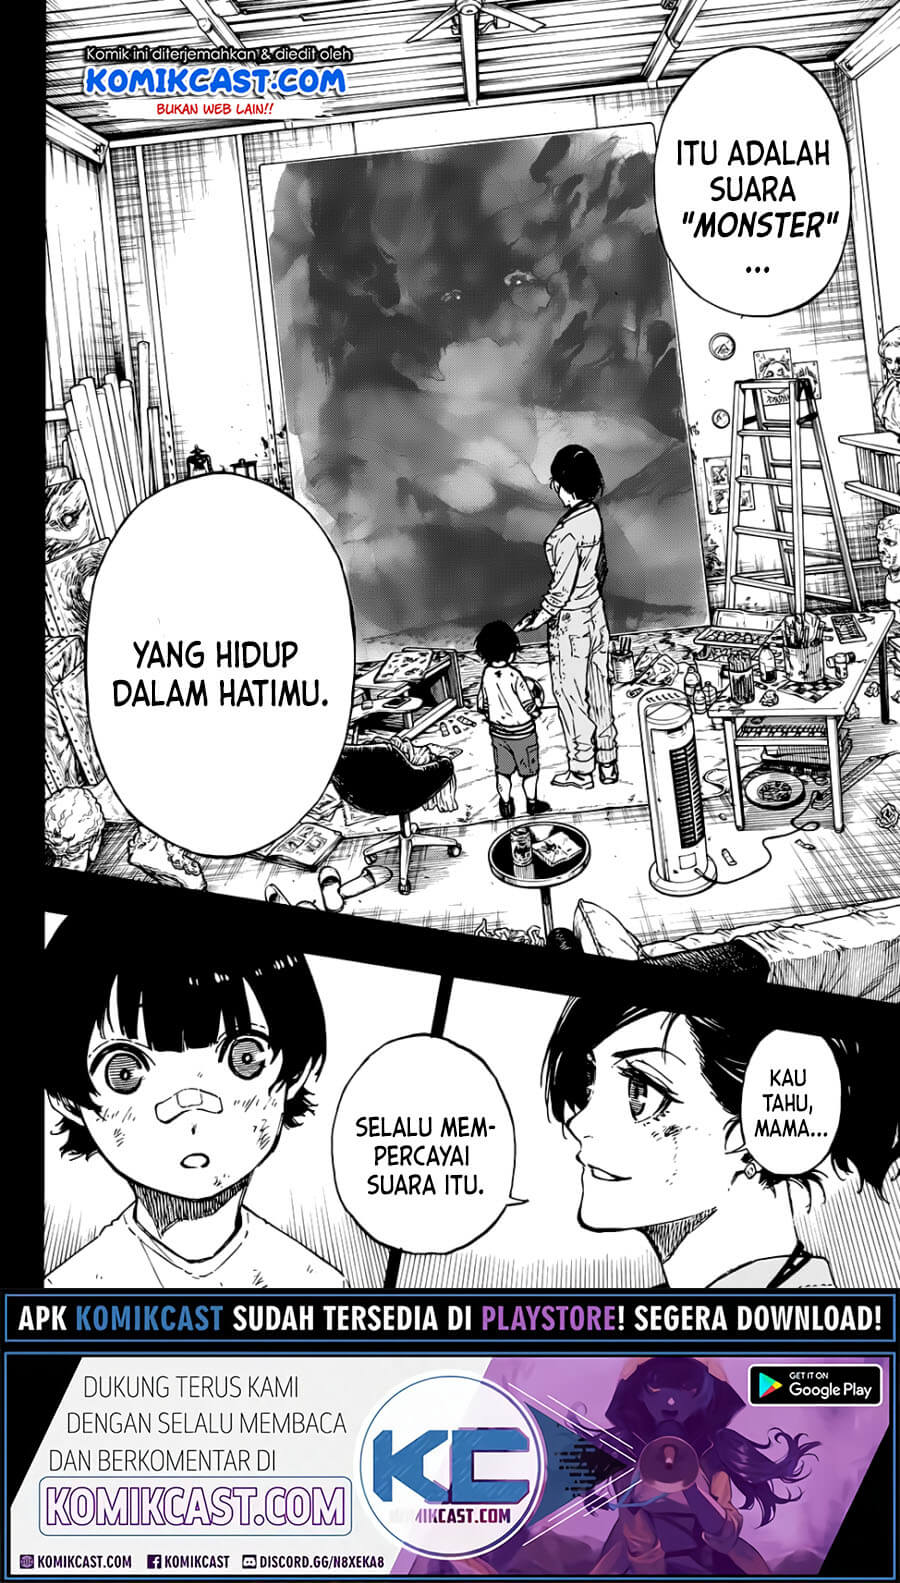 Komik ini diterjemahkan & diedit oleh
KOMIKCAST.COM
BUKAN WEB LAIN!!
ITU ADALAH
SUARA
"MONSTER"
...
YANG HIDUP
DALAM HATIMU.
KAU
TAHU,
MAMA...
SELALU MEM-
PERCAYAI
SUARA ITU.
APK KOMIKCAST SUDAH TERSEDIA DI PLAYSTORE! SEGERA DOWNLOAD!
DUKUNG TERUS KAMI
DENGAN SELALU MEMBACA
DAN BERKOMENTAR DI
KOMIKCAST.COM
KOMIKCAST.COM
KOMIKCAST
DISCORD.GG/N8XEKA8
KC
KOMIKCAST.COM
GET IT ON
Google Play